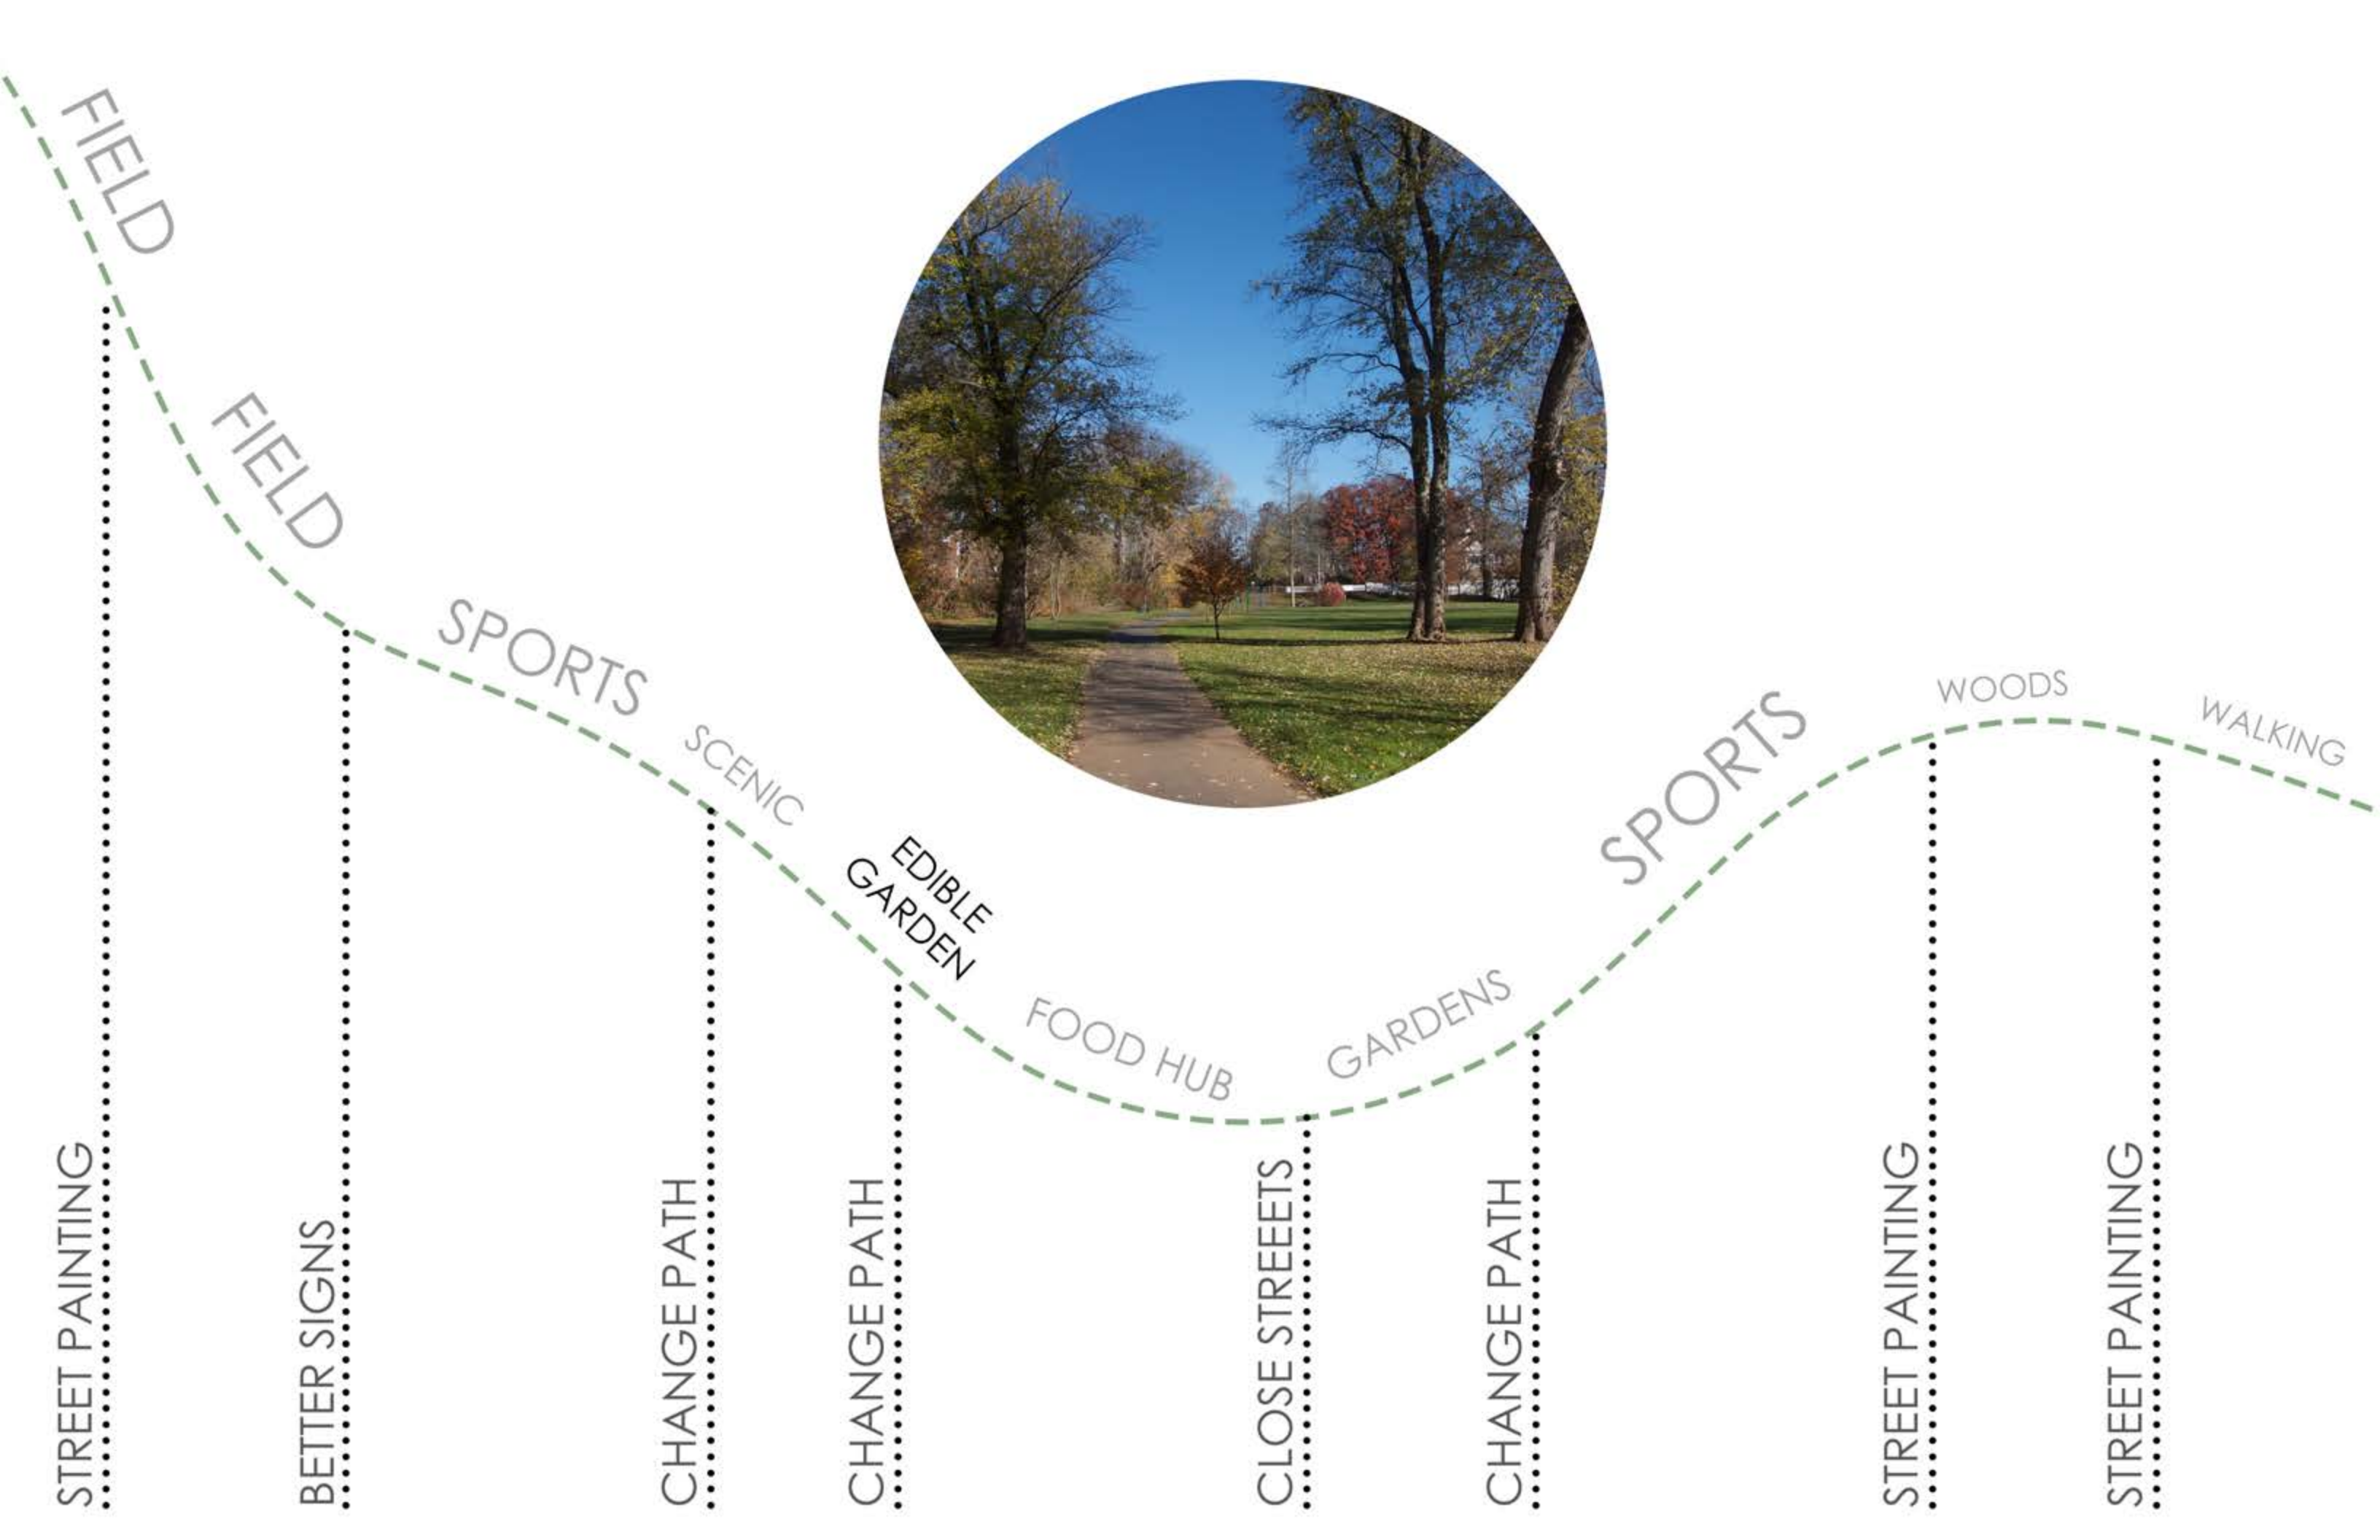 FIELD
FIELD
SPORTS
SCENIC
EDIBLE
GARDEN
FOOD HUB
GARDENS
SPORTS
WOODS
WALKING
STREET PAINTING
BETTER SIGNS
CHANGE PATH
CHANGE PATH
CLOSE STREEETS
CHANGE PATH
STREET PAINTING
STREET PAINTING